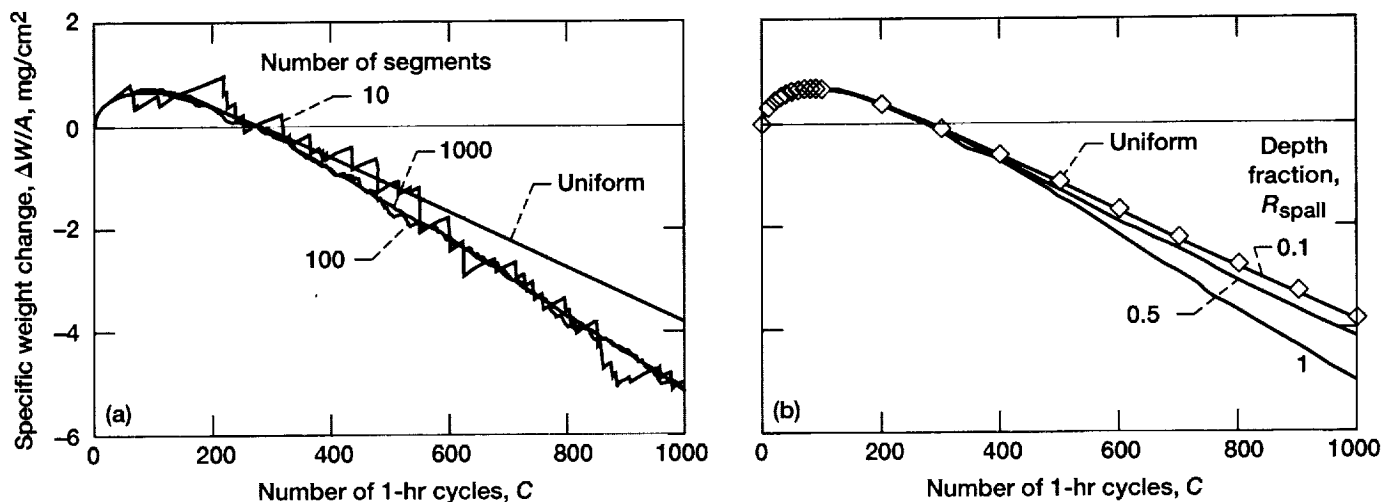 Specific weight change, ΔW/A, mg/cm²
2
0
−2
−4
−6
Number of segments
10
1000
Uniform
100
(a)
0
200
400
600
800
1000
Number of 1-hr cycles, C
Uniform
Depth
fraction,
Rspall
0.1
0.5
1
(b)
0
200
400
600
800
1000
Number of 1-hr cycles, C